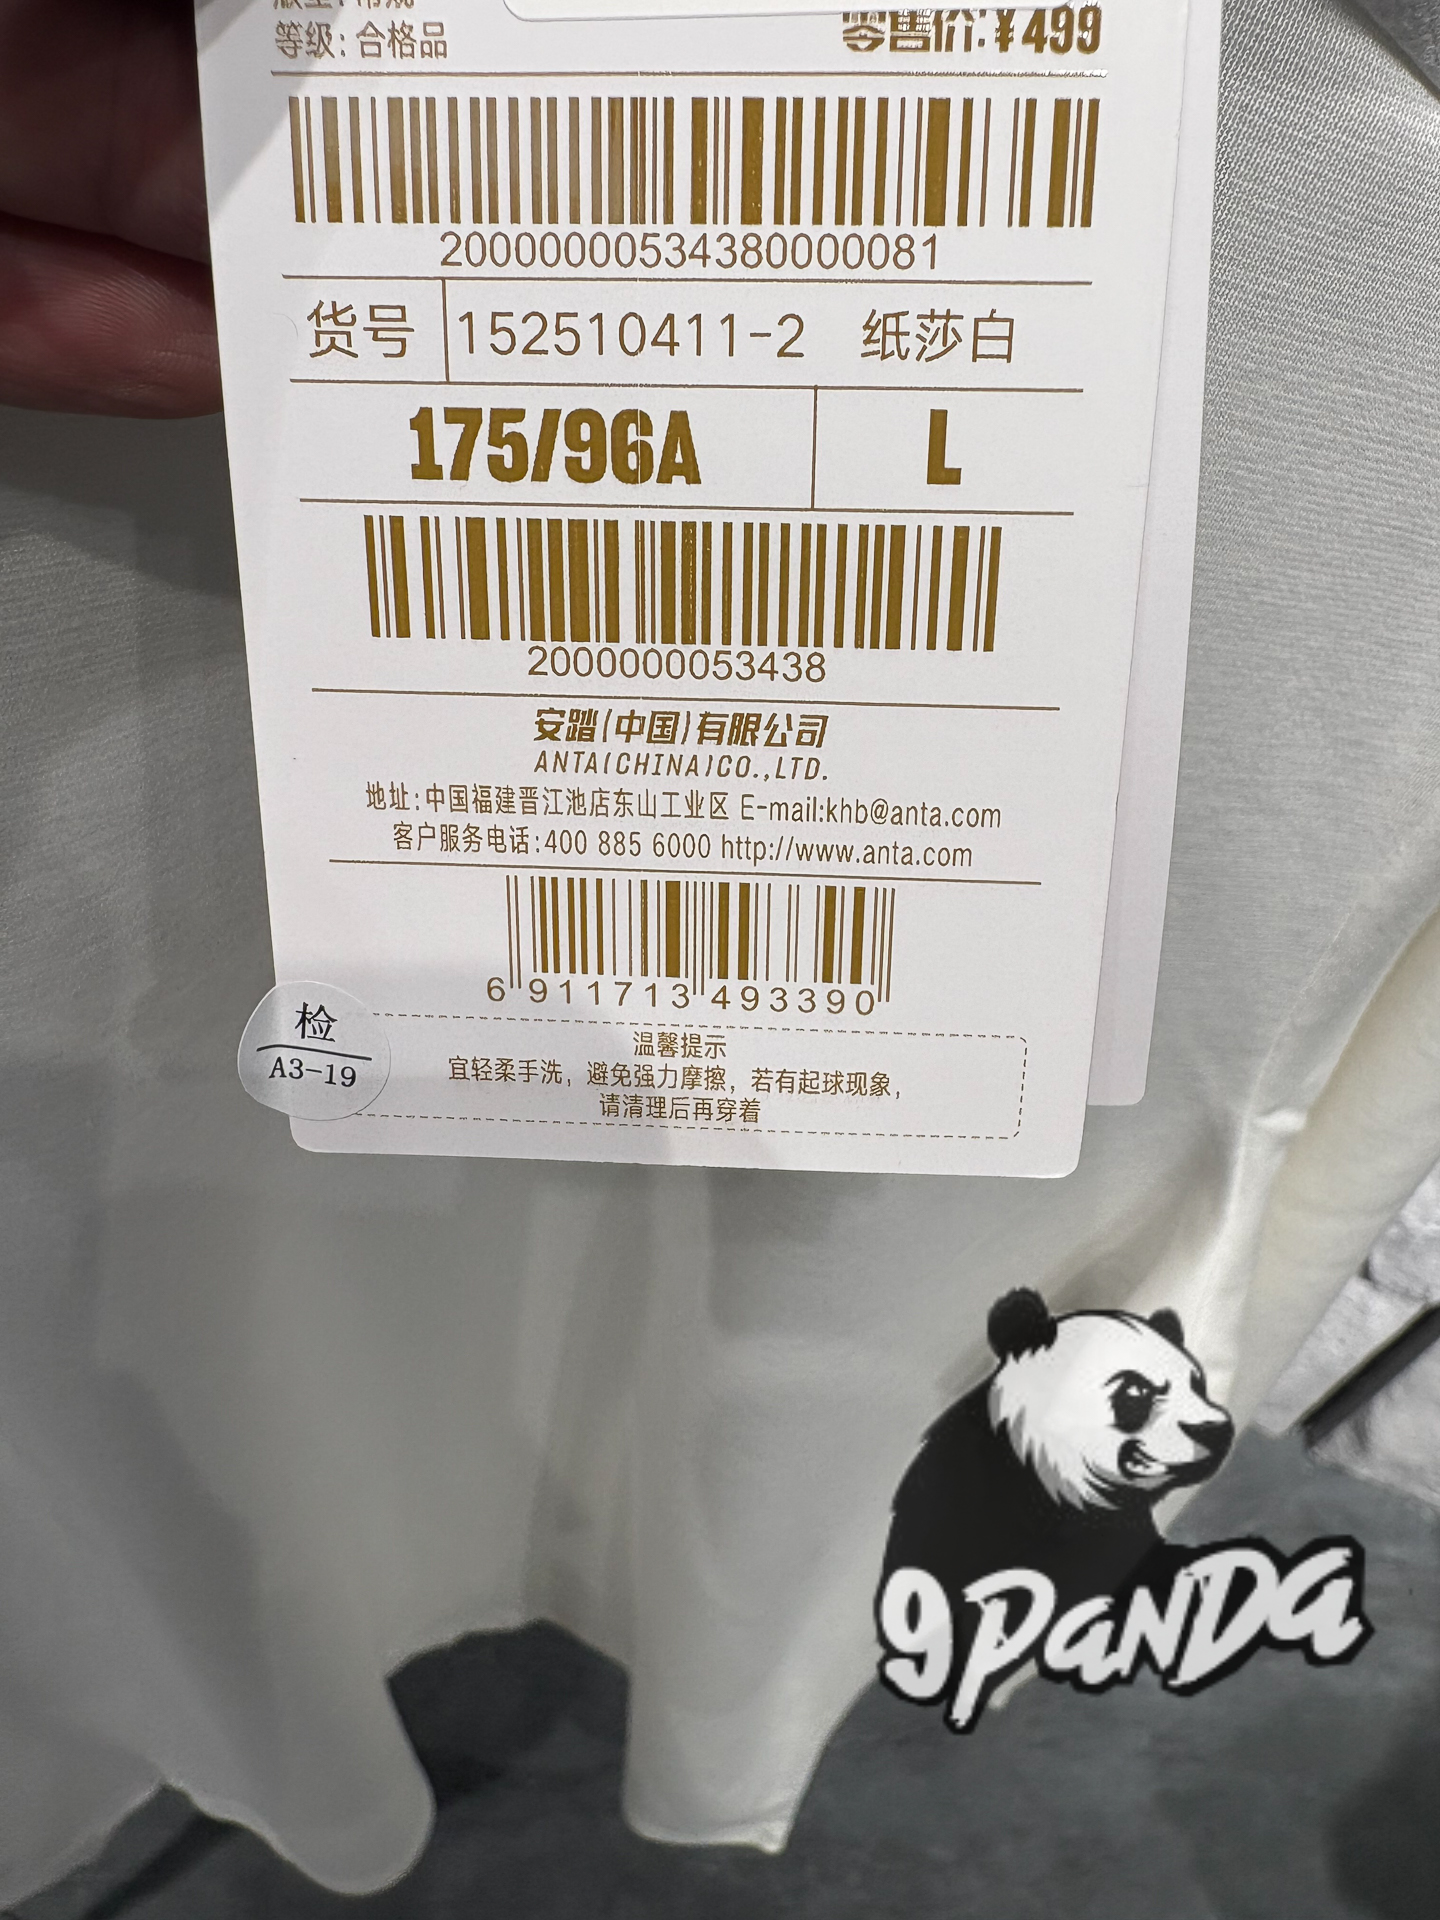 版型: 常规
等级: 合格品
零售价:¥499
20000000534380000081
货号 152510411-2 纸莎白
175/96A L
2000000053438
安踏(中国)有限公司
ANTA(CHINA)CO.,LTD.
地址:中国福建晋江池店东山工业区 E-mail:khb@anta.com
客户服务电话:400 885 6000 http://www.anta.com
6 911713 493390
检
A3-19
温馨提示
宜轻柔手洗，避免强力摩擦，若有起球现象，
请清理后再穿着
9PANDA